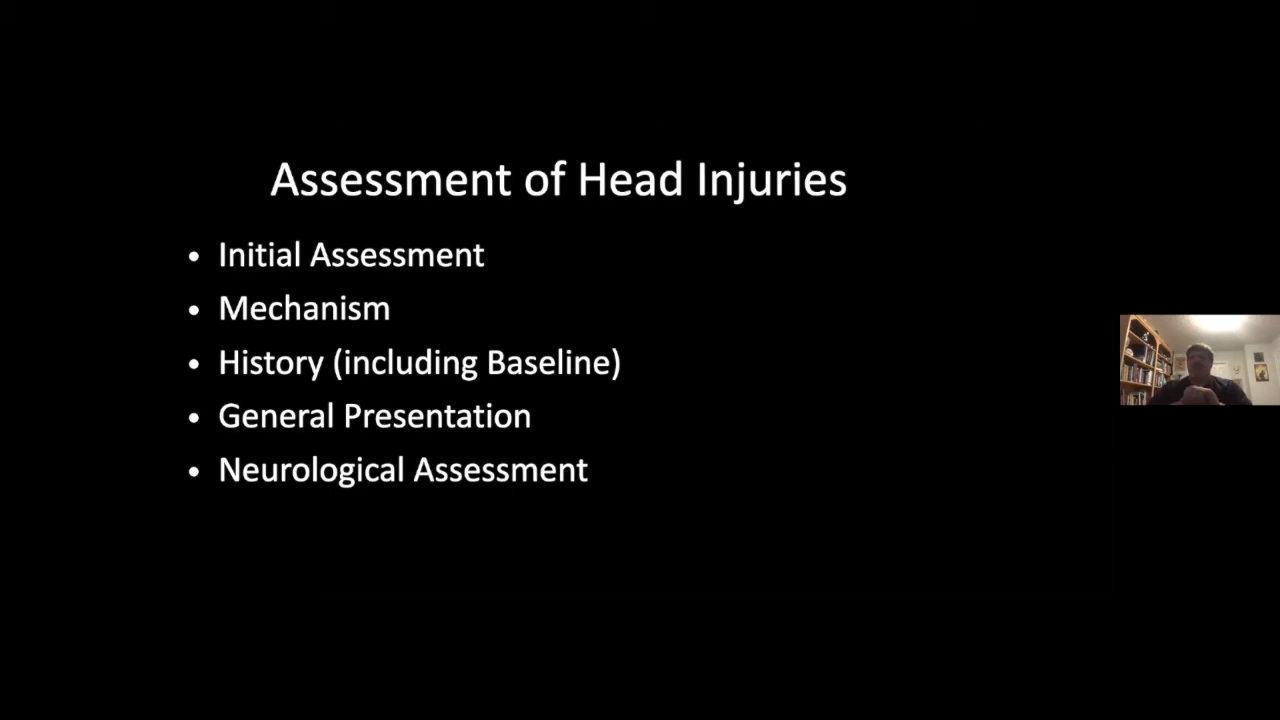 Assessment of Head Injuries
• Initial Assessment
• Mechanism
• History (including Baseline)
• General Presentation
• Neurological Assessment